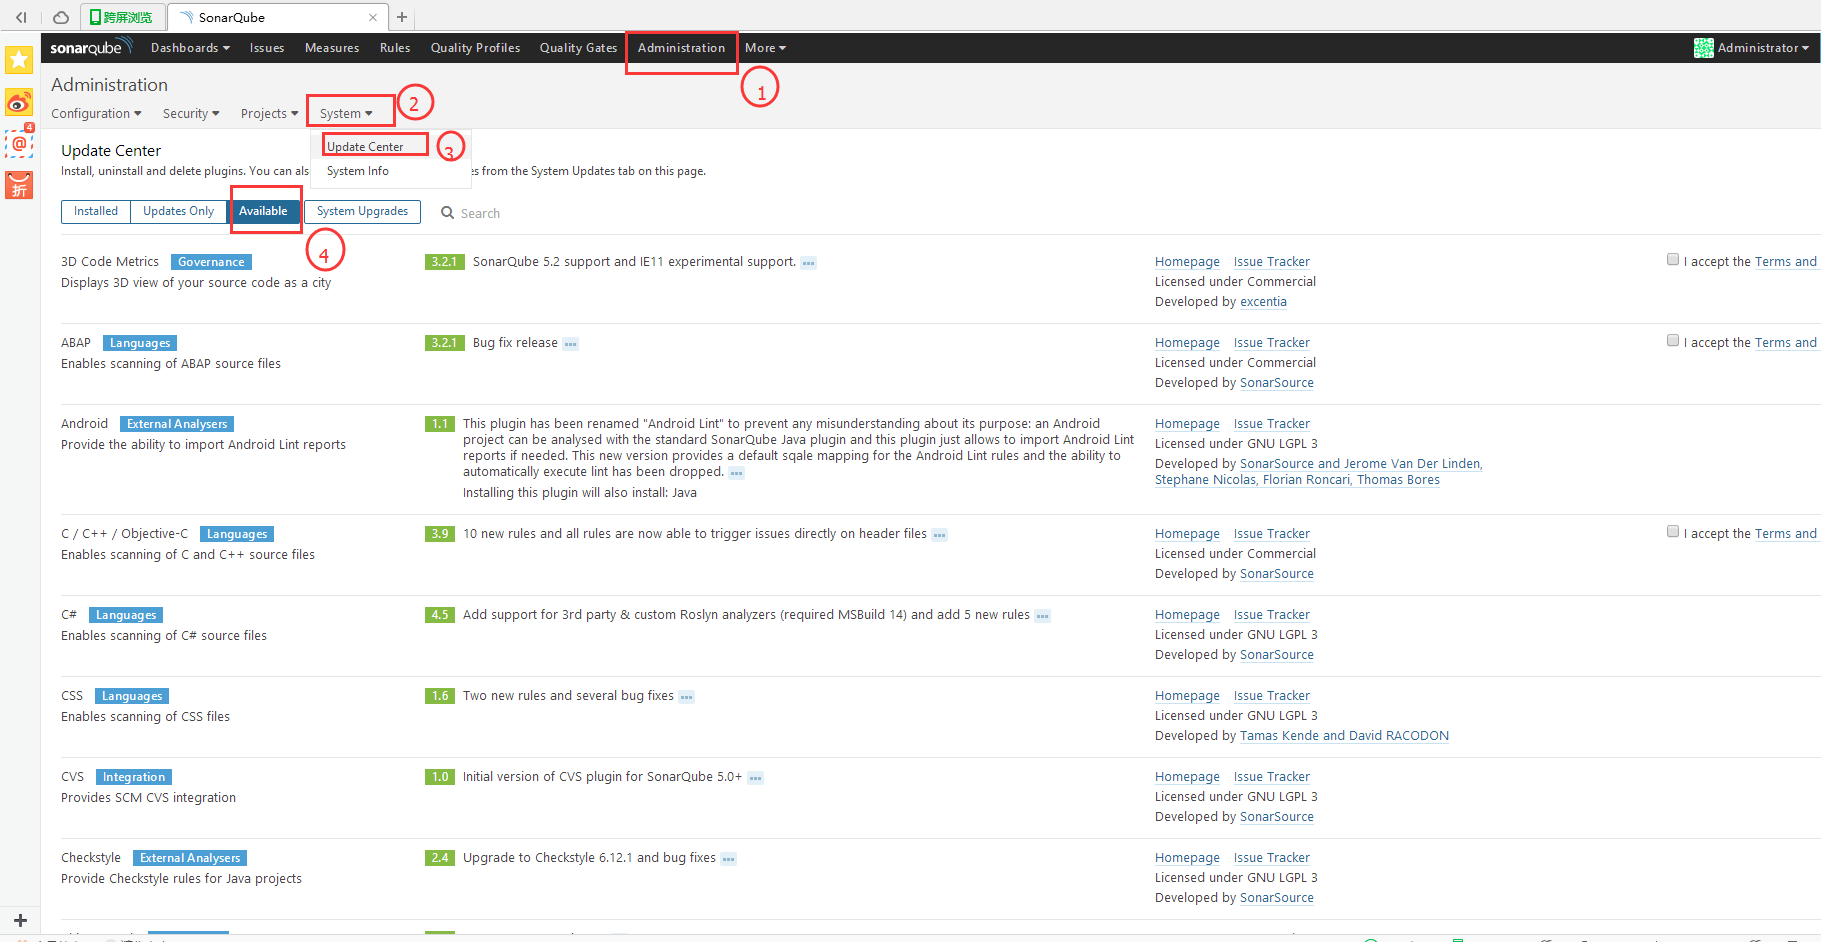 跨屏浏览
SonarQube
sonarqube Dashboards Issues Measures Rules Quality Profiles Quality Gates Administration More Administrator
4
@
折
Administration
1
Configuration Security Projects System
2
Update Center
3
System Info
Update Center
Install, uninstall and delete plugins. You can als s from the System Updates tab on this page.
Installed Updates Only Available System Upgrades Search
4
3D Code Metrics Governance 3.2.1 SonarQube 5.2 support and IE11 experimental support. Homepage Issue Tracker I accept the Terms and
Displays 3D view of your source code as a city Licensed under Commercial
Developed by excentia
ABAP Languages 3.2.1 Bug fix release Homepage Issue Tracker I accept the Terms and
Enables scanning of ABAP source files Licensed under Commercial
Developed by SonarSource
Android External Analysers 1.1 This plugin has been renamed "Android Lint" to prevent any misunderstanding about its purpose: an Android Homepage Issue Tracker
Provide the ability to import Android Lint reports project can be analysed with the standard SonarQube Java plugin and this plugin just allows to import Android Lint Licensed under GNU LGPL 3
reports if needed. This new version provides a default sqale mapping for the Android Lint rules and the ability to Developed by SonarSource and Jerome Van Der Linden,
automatically execute lint has been dropped. Stephane Nicolas, Florian Roncari, Thomas Bores
Installing this plugin will also install: Java
C / C++ / Objective-C Languages 3.9 10 new rules and all rules are now able to trigger issues directly on header files Homepage Issue Tracker I accept the Terms and
Enables scanning of C and C++ source files Licensed under Commercial
Developed by SonarSource
C# Languages 4.5 Add support for 3rd party & custom Roslyn analyzers (required MSBuild 14) and add 5 new rules Homepage Issue Tracker
Enables scanning of C# source files Licensed under GNU LGPL 3
Developed by SonarSource
CSS Languages 1.6 Two new rules and several bug fixes Homepage Issue Tracker
Enables scanning of CSS files Licensed under GNU LGPL 3
Developed by Tamas Kende and David RACODON
CVS Integration 1.0 Initial version of CVS plugin for SonarQube 5.0+ Homepage Issue Tracker
Provides SCM CVS integration Licensed under GNU LGPL 3
Developed by SonarSource
Checkstyle External Analysers 2.4 Upgrade to Checkstyle 6.12.1 and bug fixes Homepage Issue Tracker
Provide Checkstyle rules for Java projects Licensed under GNU LGPL 3
Developed by SonarSource